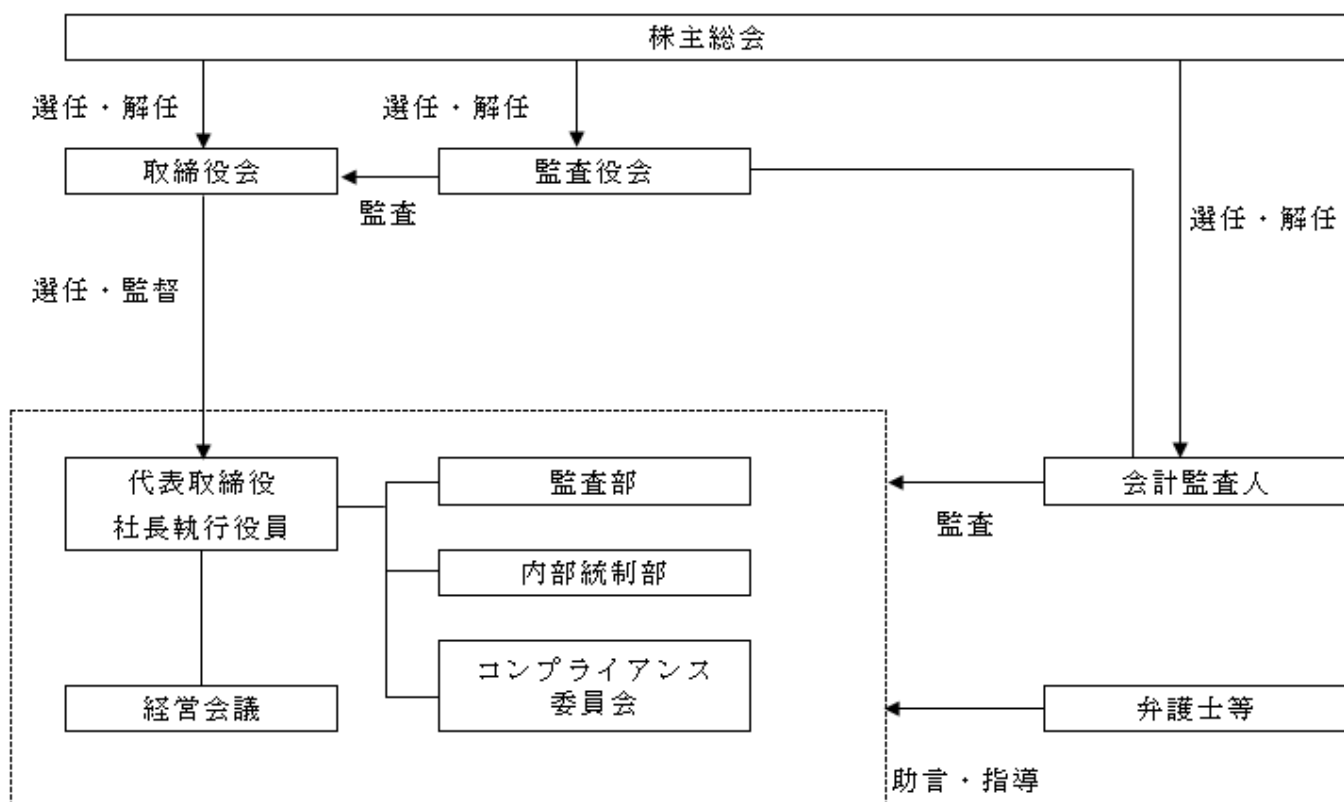 株主総会
選任・解任
選任・解任
取締役会
監査役会
監査
選任・解任
選任・監督
代表取締役
社長執行役員
監査部
会計監査人
監査
内部統制部
コンプライアンス
委員会
経営会議
弁護士等
助言・指導